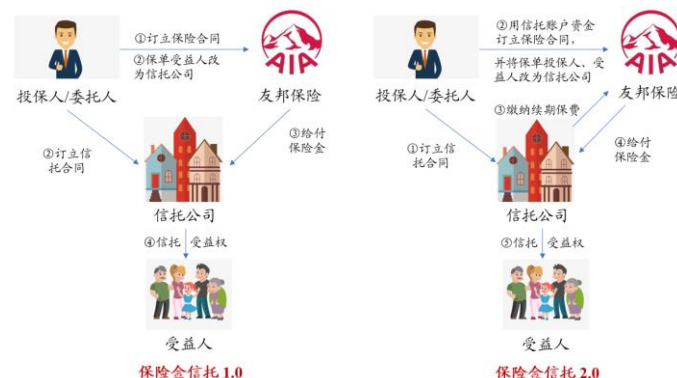 ①订立保险合同
②保单受益人改
为信托公司
AIA
投保人/委托人
友邦保险
②订立信
托合同
③给付
保险金
信托公司
④信托 受益权
受益人
保险金信托 1.0
②用信托账户资金
订立保险合同,
并将保单投保人、受
益人改为信托公司
AIA
投保人/委托人
友邦保险
③缴纳续期保费
①订立信
托合同
④给付
保险金
信托公司
⑤信托 受益权
受益人
保险金信托 2.0